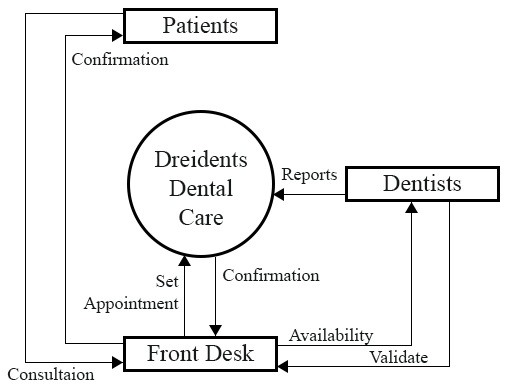 Patients
Confirmation
Dreidents
Dental
Care
Reports
Dentists
Set
Appointment
Confirmation
Front Desk
Availability
Validate
Consultaion